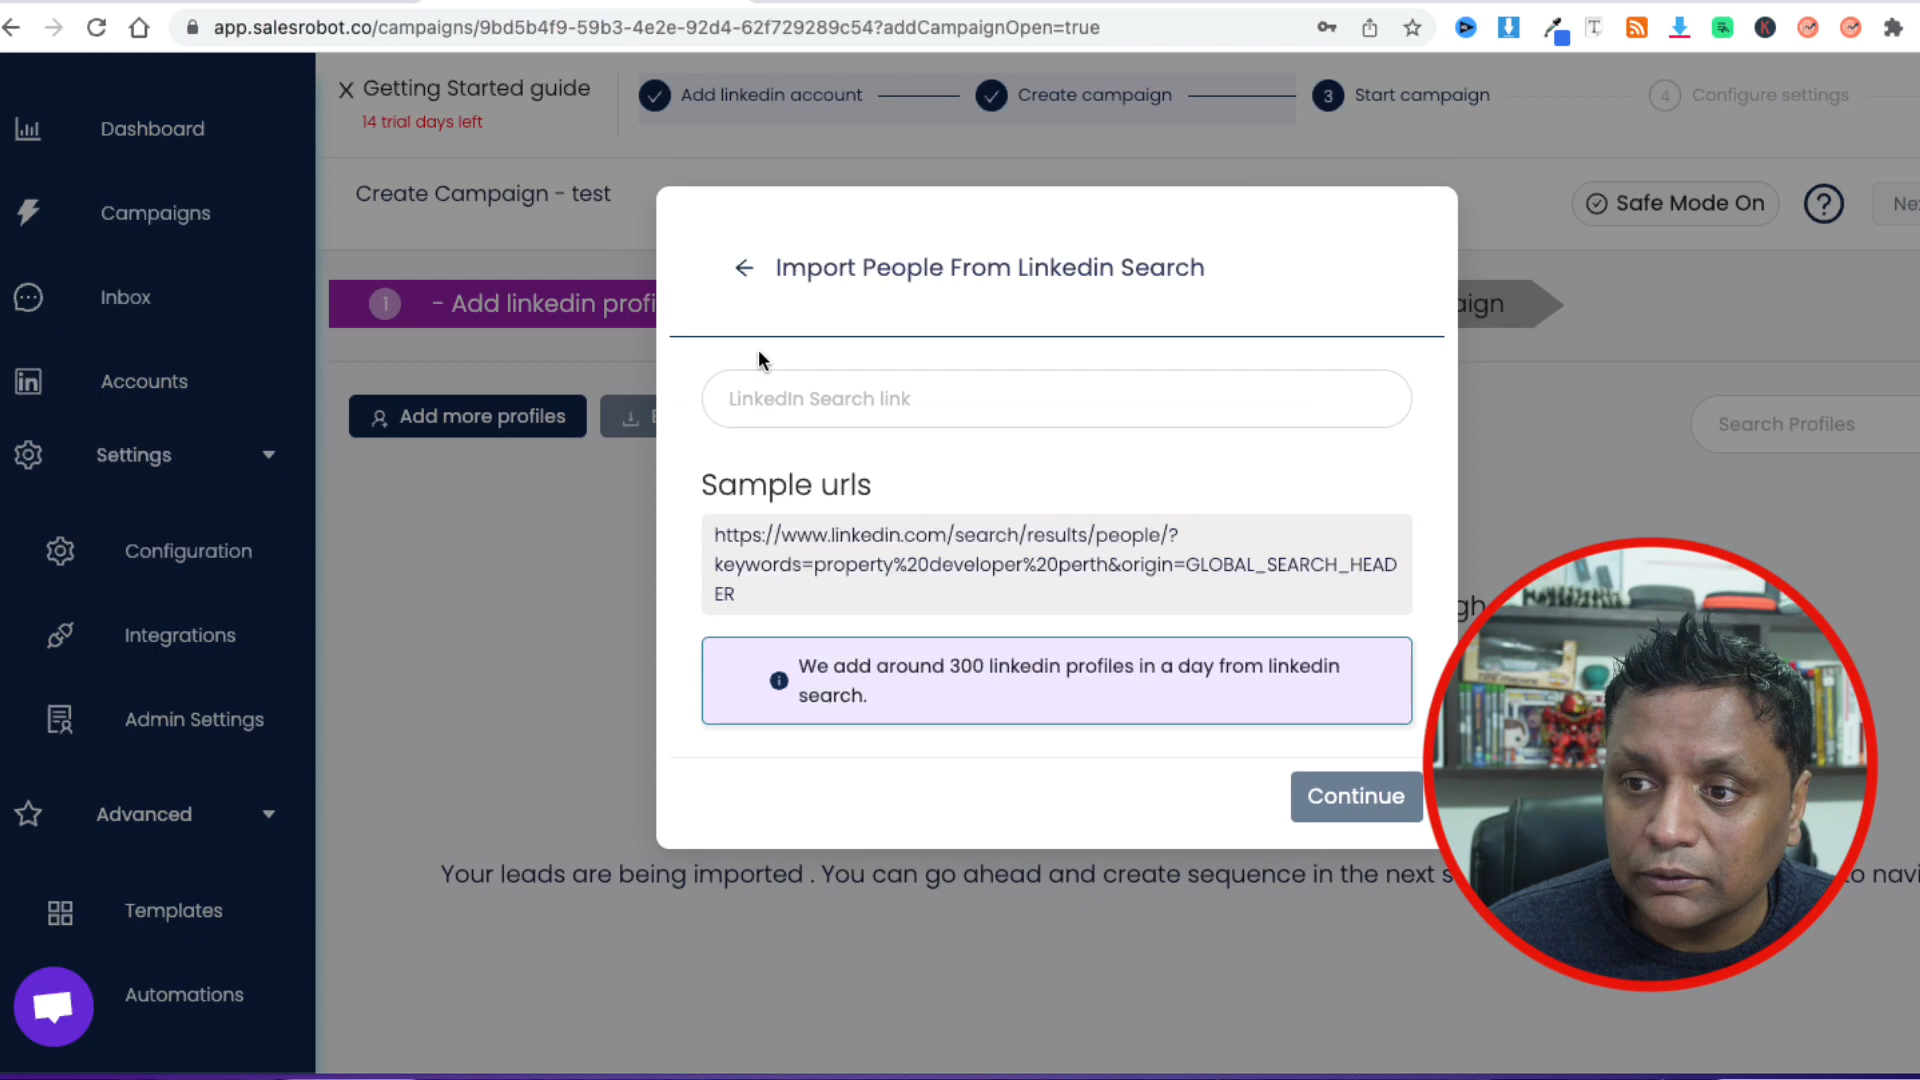 app.salesrobot.co/campaigns/9bd5b4f9-59b3-4e2e-92d4-62f729289c54?addCampaignOpen=true
X Getting Started guide
14 trial days left
Add linkedin account
Create campaign
3 Start campaign
4 Configure settings
Dashboard
Campaigns
Inbox
Accounts
Settings
Configuration
Integrations
Admin Settings
Advanced
Templates
Automations
Create Campaign - test
Safe Mode On
?
1 - Add linkedin profi
aign
Add more profiles
Search Profiles
Import People From Linkedin Search
LinkedIn Search link
Sample urls
https://www.linkedin.com/search/results/people/?
keywords=property%20developer%20perth&origin=GLOBAL_SEARCH_HEAD
ER
We add around 300 linkedin profiles in a day from linkedin
search.
Continue
Your leads are being imported . You can go ahead and create sequence in the next s
to navi